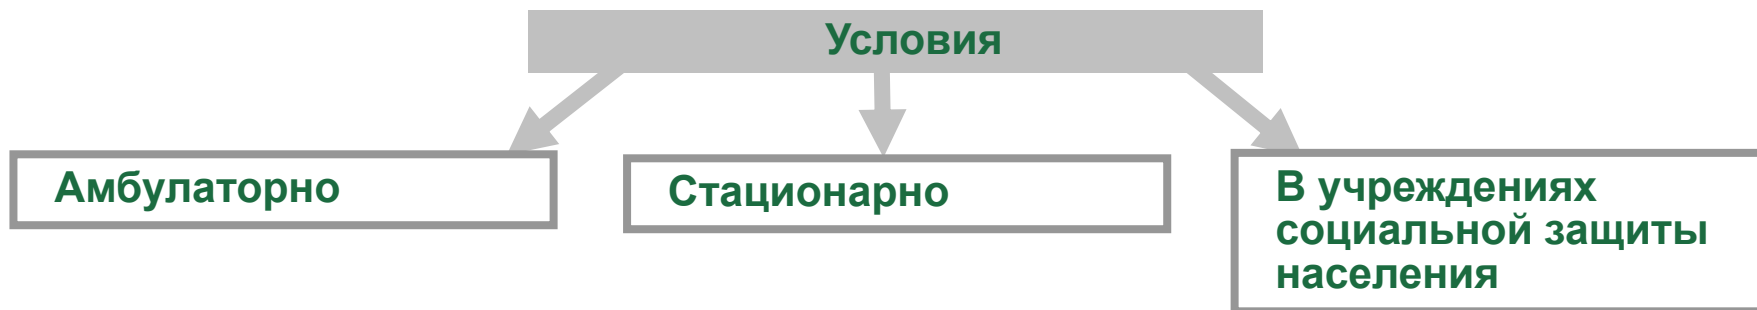 Условия
Амбулаторно
Стационарно
В учреждениях
социальной защиты
населения